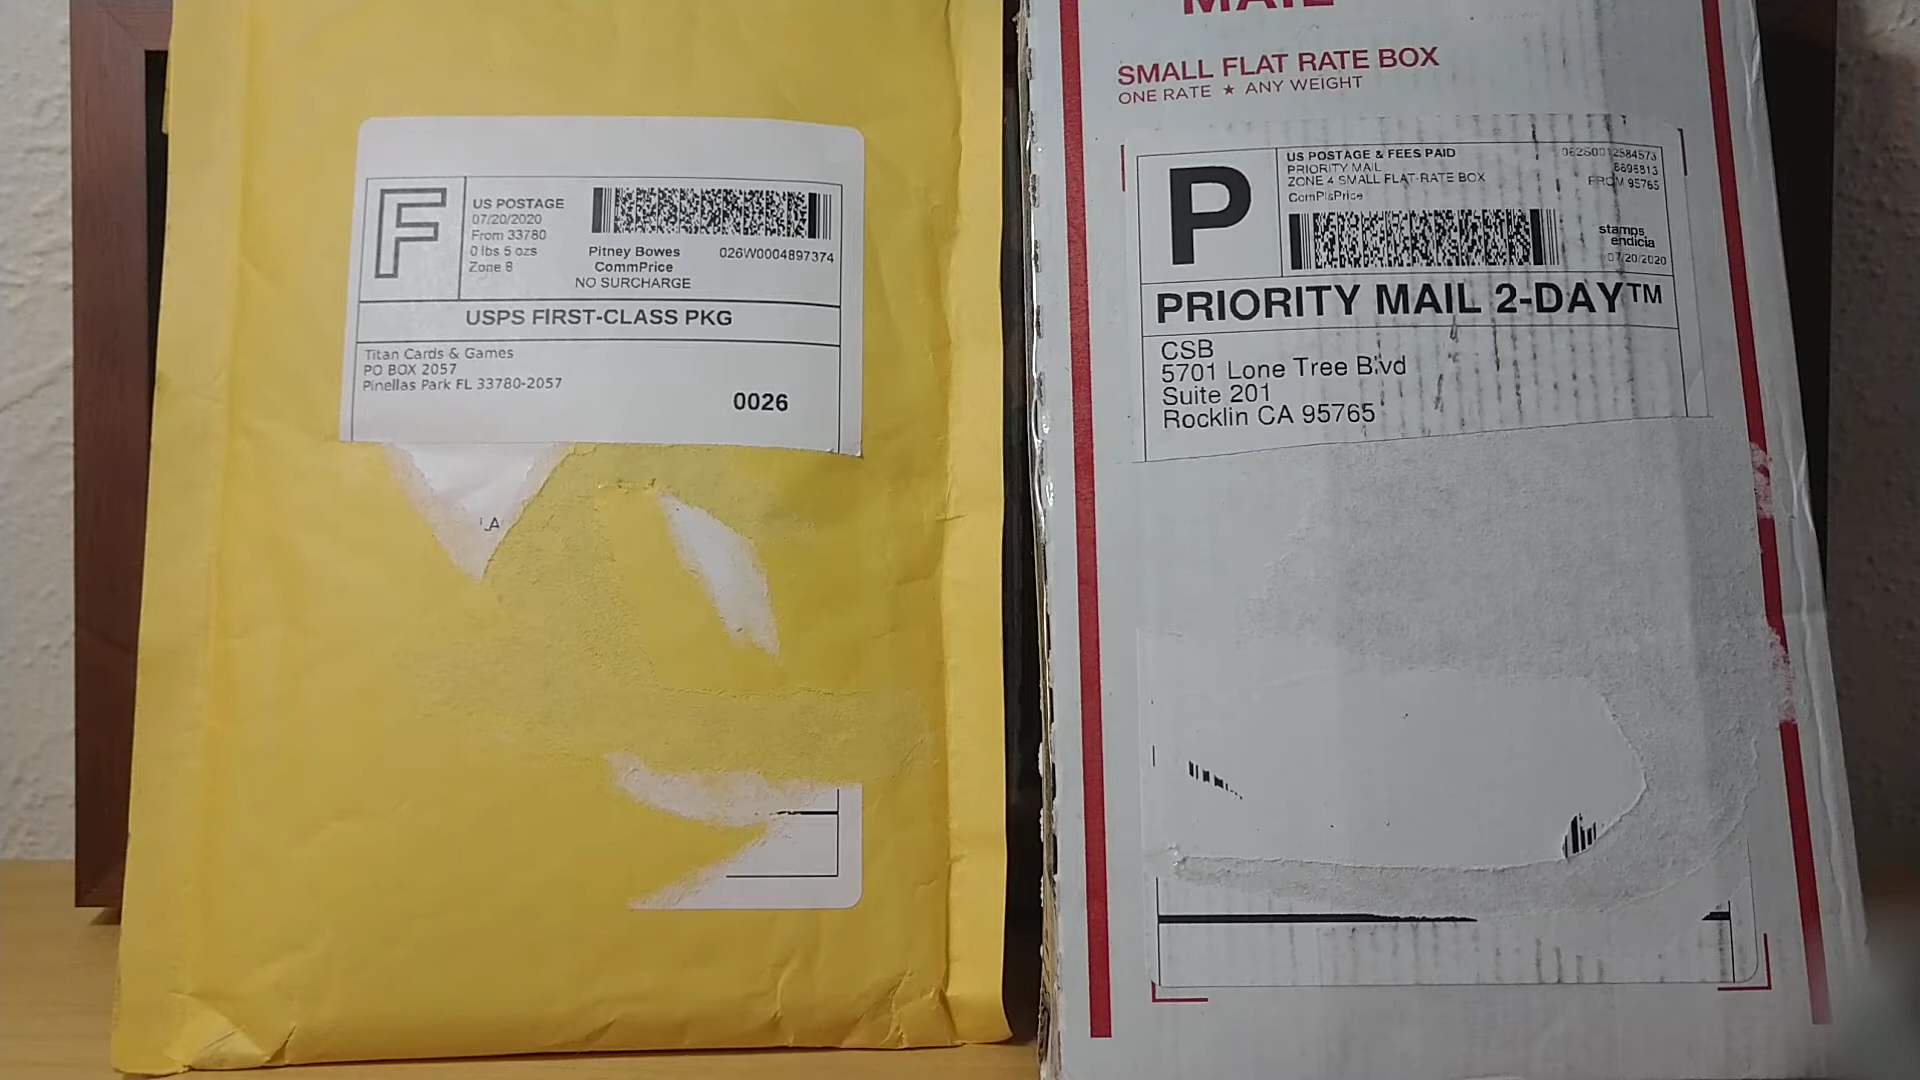 F
US POSTAGE
07/20/2020
From 33780
0 lbs 5 ozs
Zone 8
Pitney Bowes
CommPrice
NO SURCHARGE
026W0004897374
USPS FIRST-CLASS PKG
Titan Cards & Games
PO BOX 2057
Pinellas Park FL 33780-2057
0026
MAIL
SMALL FLAT RATE BOX
ONE RATE ★ ANY WEIGHT
P
US POSTAGE & FEES PAID
PRIORITY MAIL
ZONE 4 SMALL FLAT-RATE BOX
ComPlsPrice
062S0012584573
FROM 95765
stamps
endicia
07/20/2020
PRIORITY MAIL 2-DAY™
CSB
5701 Lone Tree Blvd
Suite 201
Rocklin CA 95765